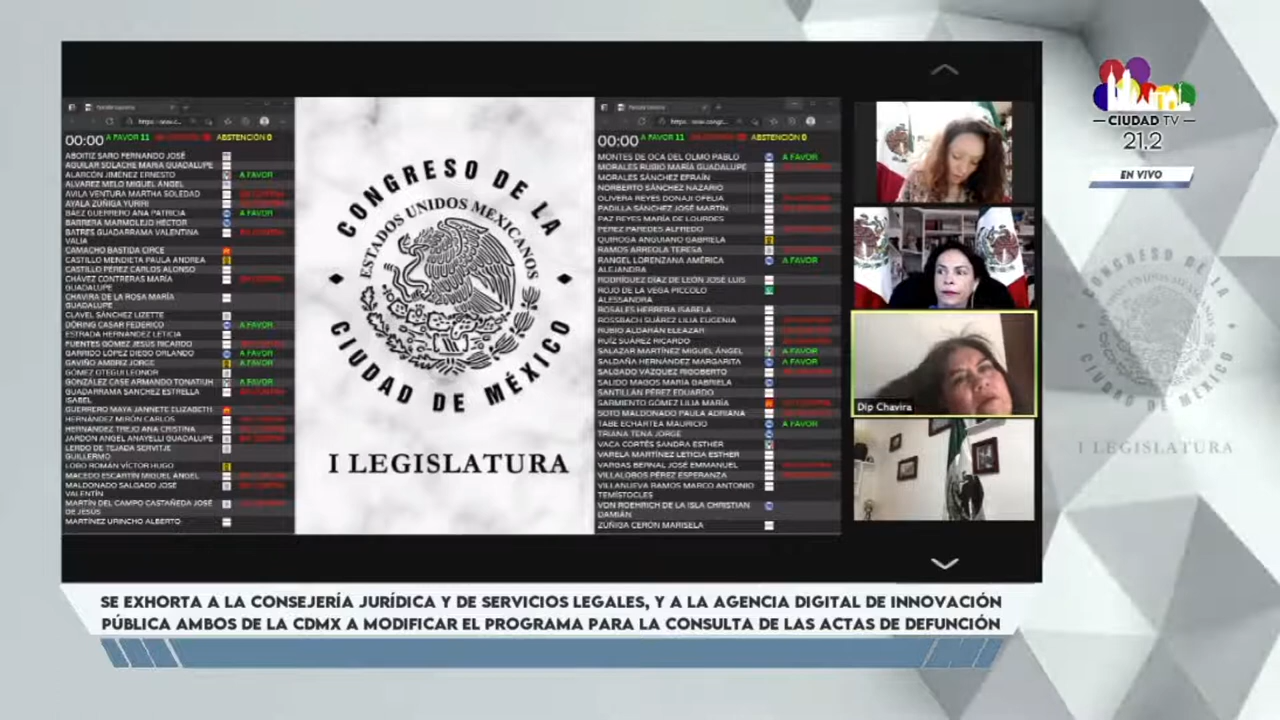 CIUDAD TV
21.2
EN VIVO
00:00 A FAVOR 11 ABSTENCIÓN 0
ABOITIZ SARO FERNANDO JOSÉ
AGUILAR SOLACHE MARÍA GUADALUPE
ALARCÓN JIMÉNEZ ERNESTO A FAVOR
ÁLVAREZ MELO MIGUEL ÁNGEL
ÁVILA VENTURA MARTHA SOLEDAD
AYALA ZÚÑIGA YURIRI
BÁEZ GUERRERO ANA PATRICIA A FAVOR
BARRERA MARMOLEJO HÉCTOR
BATRES GUADARRAMA VALENTINA
VALIA
CAMACHO BASTIDA CIRCE
CASTILLO MENDIETA PAULA ANDREA
CASTILLO PÉREZ CARLOS ALONSO
CHÁVEZ CONTRERAS MARÍA
GUADALUPE
CHAVIRA DE LA ROSA MARÍA
GUADALUPE
CLAVEL SÁNCHEZ LIZETTE
DÖRING CASAR FEDERICO A FAVOR
ESTRADA HERNÁNDEZ LETICIA
FUENTES GÓMEZ JESÚS RICARDO
GARRIDO LÓPEZ DIEGO ORLANDO A FAVOR
GAVIÑO AMBRIZ JORGE A FAVOR
GÓMEZ OTEGUI LEONOR
GONZÁLEZ CASE ARMANDO TONATIUH A FAVOR
GUADARRAMA SÁNCHEZ ESTRELLA
ISABEL
GUERRERO MAYA JANNETE ELIZABETH
HERNÁNDEZ MIRÓN CARLOS
HERNÁNDEZ TREJO ANA CRISTINA
JARDÓN ÁNGEL ANAYELLI GUADALUPE
LERDO DE TEJADA SERVITJE
GUILLERMO
LOBO ROMÁN VÍCTOR HUGO
MACEDO ESCARTÍN MIGUEL ÁNGEL
MALDONADO SALGADO JOSÉ
VALENTÍN
MARTÍN DEL CAMPO CASTAÑEDA JOSÉ
DE JESÚS
MARTÍNEZ URINCHO ALBERTO
CONGRESO DE LA
ESTADOS UNIDOS MEXICANOS
CIUDAD DE MÉXICO
I LEGISLATURA
00:00 A FAVOR 11 ABSTENCIÓN 0
MONTES DE OCA DEL OLMO PABLO A FAVOR
MORALES RUBIO MARÍA GUADALUPE
MORALES SÁNCHEZ EFRAÍN
NORBERTO SÁNCHEZ NAZARIO
OLIVERA REYES DONAJI OFELIA
PADILLA SÁNCHEZ JOSÉ MARTÍN
PAZ REYES MARÍA DE LOURDES
PÉREZ PAREDES ALFREDO
QUIROGA ANGUIANO GABRIELA
RAMOS ARREOLA TERESA
RANGEL LORENZANA AMÉRICA A FAVOR
ALEJANDRA
RODRÍGUEZ DÍAZ DE LEÓN JOSÉ LUIS
ROJO DE LA VEGA PICCOLO
ALESSANDRA
ROSALES HERRERA ISABELA
ROSSBACH SUÁREZ LILIA EUGENIA
RUBIO ALDARÁN ELEAZAR
RUÍZ SUÁREZ RICARDO
SALAZAR MARTÍNEZ MIGUEL ÁNGEL A FAVOR
SALDAÑA HERNÁNDEZ MARGARITA A FAVOR
SALGADO VÁZQUEZ RIGOBERTO
SALIDO MAGOS MARÍA GABRIELA
SANTILLÁN PÉREZ EDUARDO
SARMIENTO GÓMEZ LILIA MARÍA
SOTO MALDONADO PAULA ADRIANA
TABE ECHARTEA MAURICIO A FAVOR
TRIANA TENA JORGE
VACA CORTÉS SANDRA ESTHER
VARELA MARTÍNEZ LETICIA ESTHER
VARGAS BERNAL JOSÉ EMMANUEL
VILLALOBOS PÉREZ ESPERANZA
VILLANUEVA RAMOS MARCO ANTONIO
TEMÍSTOCLES
VON ROEHRICH DE LA ISLA CHRISTIAN
DAMIÁN
ZÚÑIGA CERÓN MARISELA
Dip Chavira
CONGRESO DE LA
CIUDAD DE MÉXICO
I LEGISLATURA
SE EXHORTA A LA CONSEJERÍA JURÍDICA Y DE SERVICIOS LEGALES, Y A LA AGENCIA DIGITAL DE INNOVACIÓN
PÚBLICA AMBOS DE LA CDMX A MODIFICAR EL PROGRAMA PARA LA CONSULTA DE LAS ACTAS DE DEFUNCIÓN